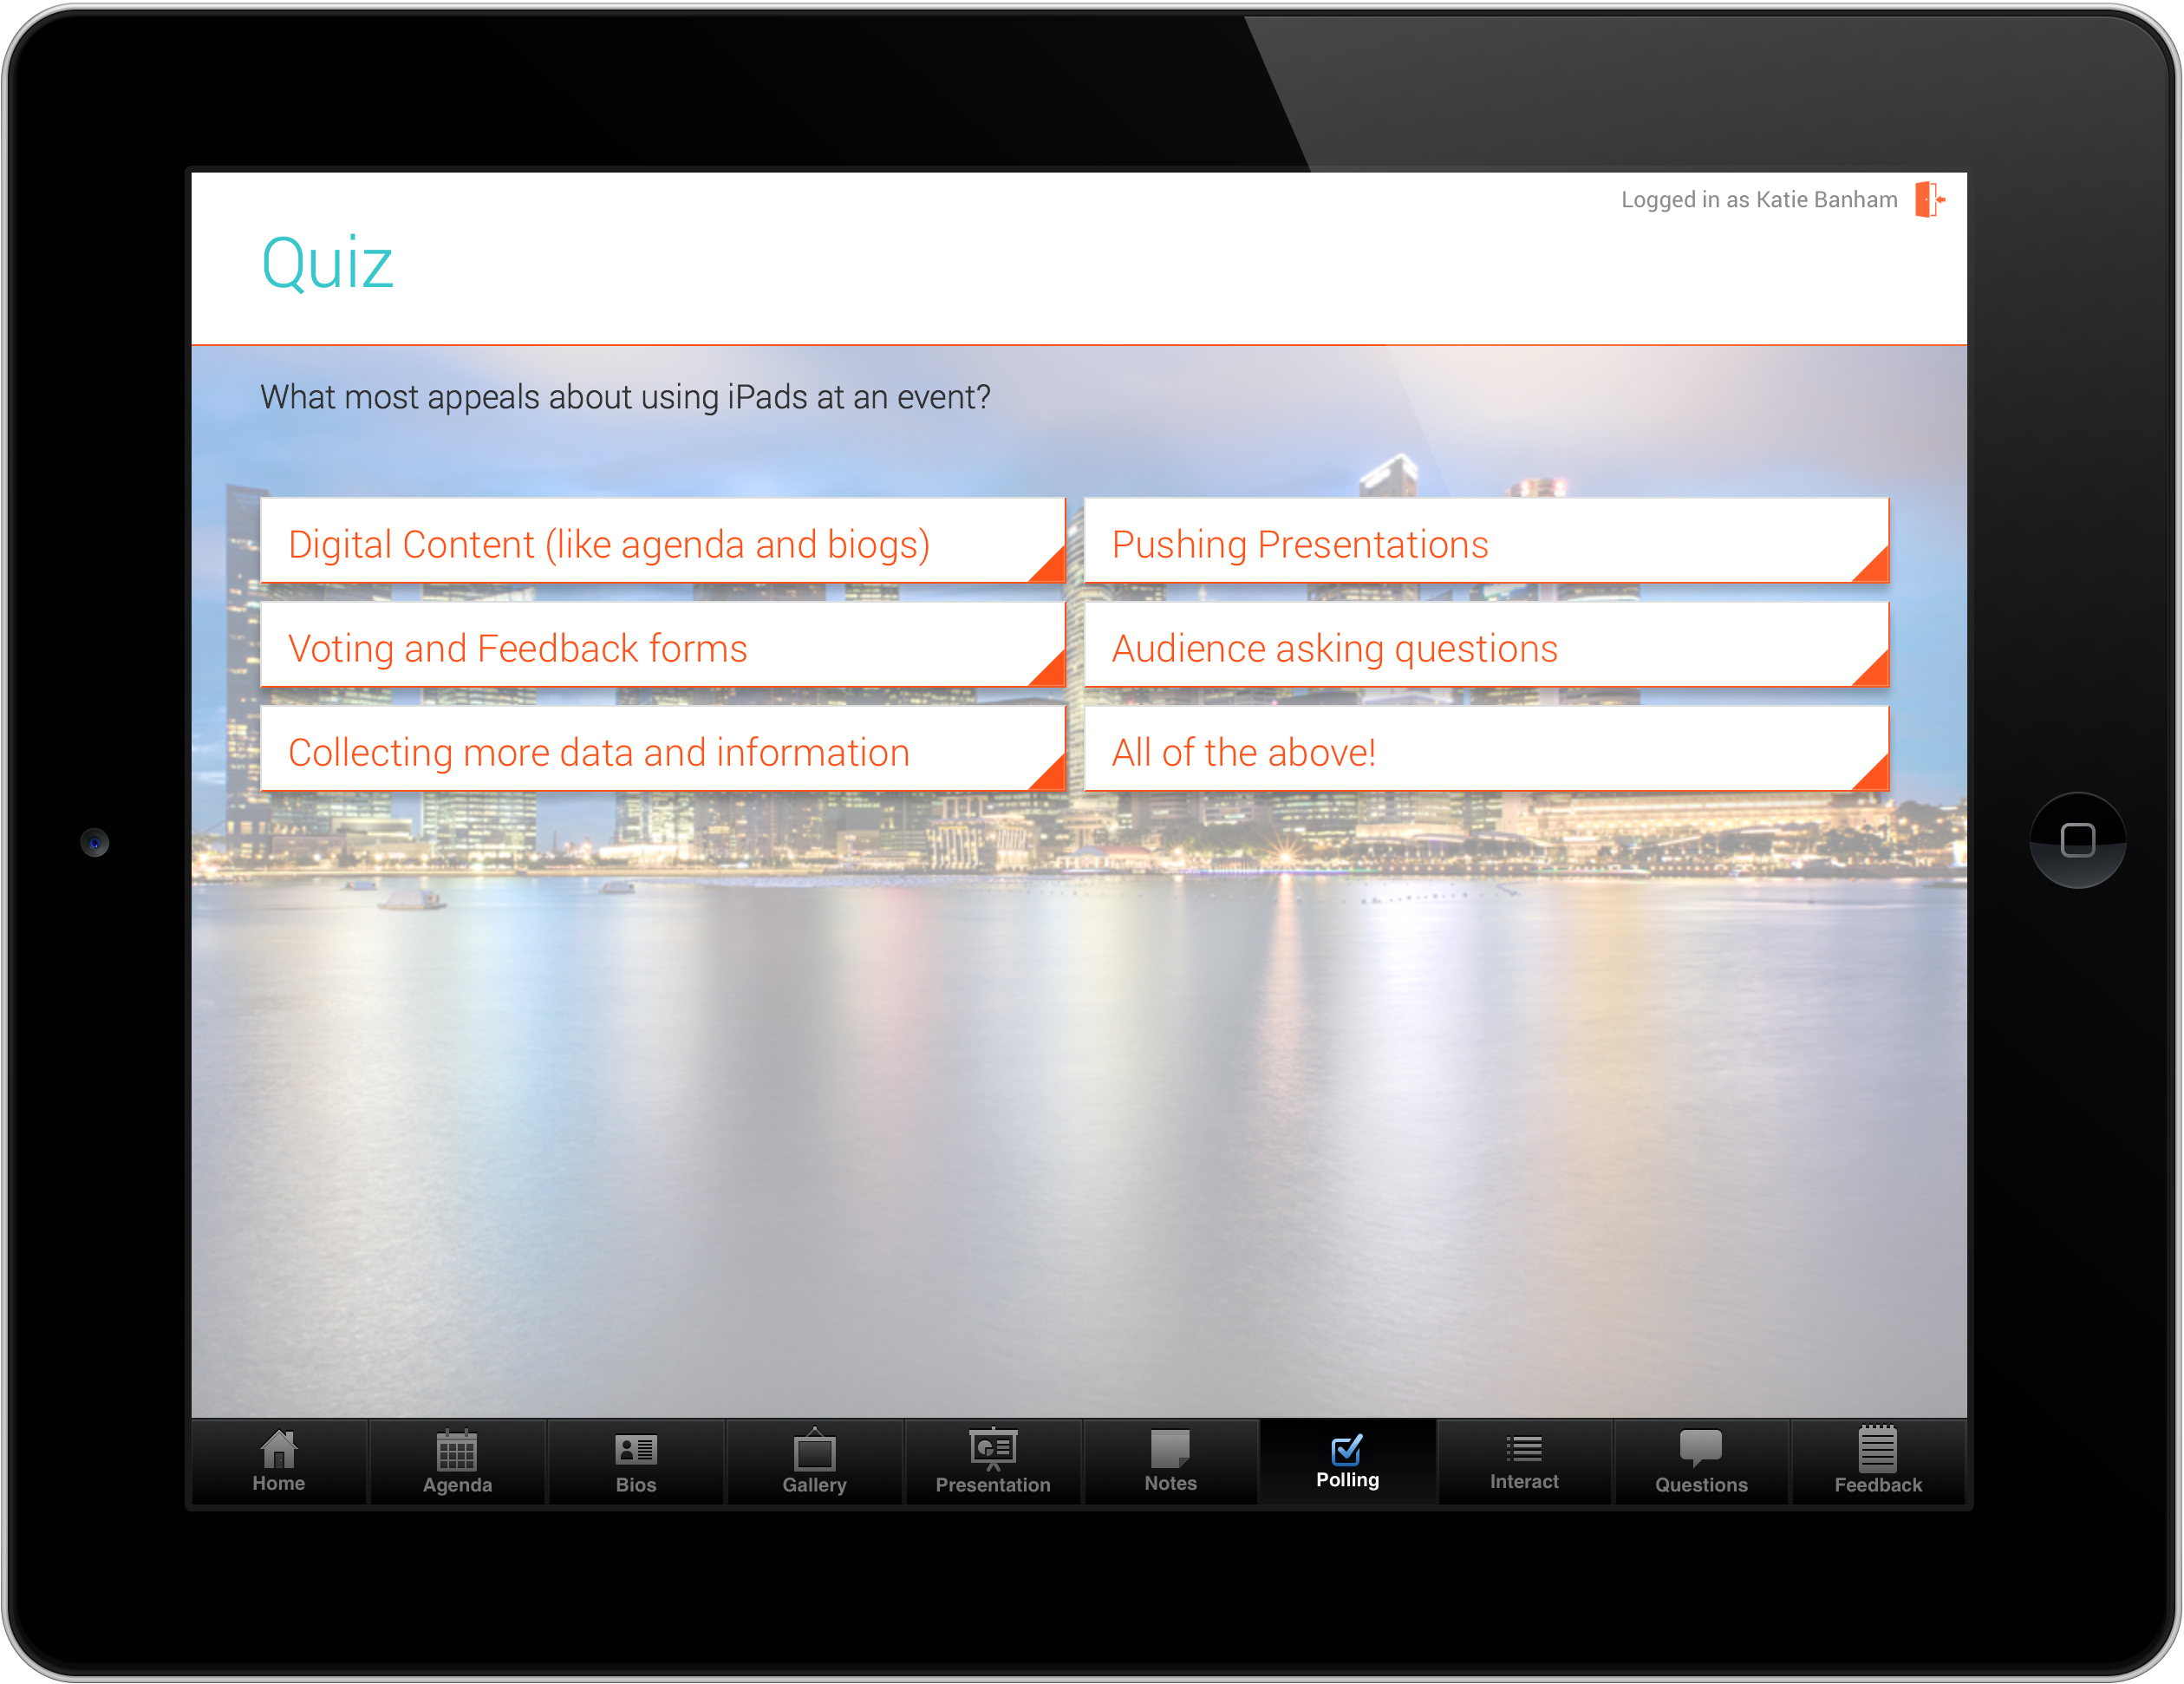 Logged in as Katie Banham
Quiz
What most appeals about using iPads at an event?
Digital Content (like agenda and biogs)
Pushing Presentations
Voting and Feedback forms
Audience asking questions
Collecting more data and information
All of the above!
Home
Agenda
Bios
Gallery
Presentation
Notes
Polling
Interact
Questions
Feedback